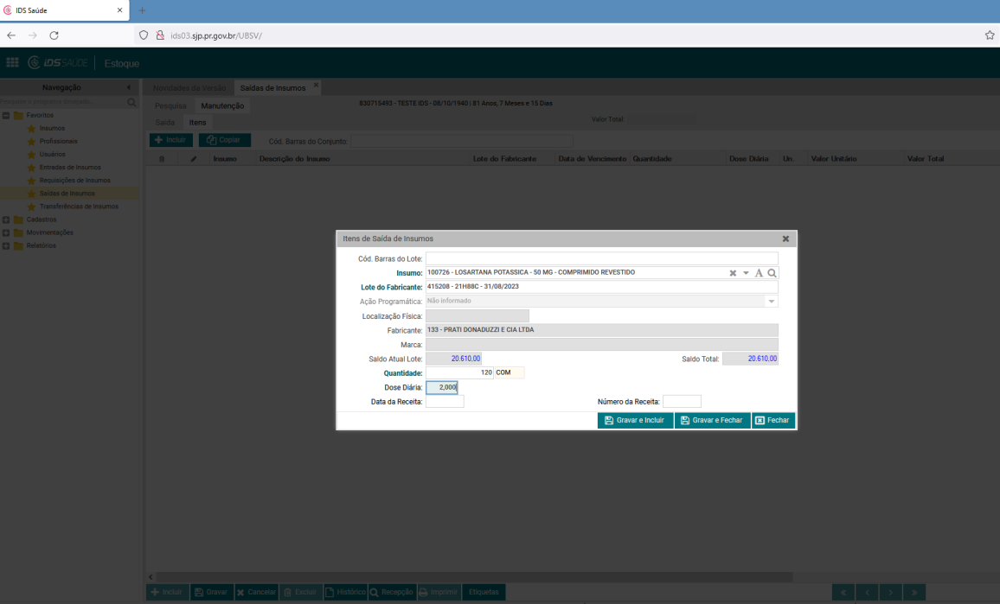 IDS Saúde
ids03.sjp.pr.gov.br/UBSV/
IDS SAÚDE Estoque
Navegação
Novidades da Versão Saídas de Insumos
Pesquise o programa desejado...
Pesquisa Manutenção 830715493 - TESTE IDS - 08/10/1940 | 81 Anos, 7 Meses e 15 Dias
Favoritos
Saída Itens Valor Total:
Insumos
Incluir Copiar Cód. Barras do Conjunto:
Profissionais
Usuários
Insumo Descrição do Insumo Lote do Fabricante Data de Vencimento Quantidade Dose Diária Un. Valor Unitário Valor Total
Entradas de Insumos
Requisições de Insumos
Saídas de Insumos
Transferências de Insumos
Cadastros
Movimentações
Relatórios
Itens de Saída de Insumos
Cód. Barras do Lote:
Insumo: 100726 - LOSARTANA POTASSICA - 50 MG - COMPRIMIDO REVESTIDO
Lote do Fabricante: 415208 - 21H88C - 31/08/2023
Ação Programática: Não informado
Localização Física:
Fabricante: 133 - PRATI DONADUZZI E CIA LTDA
Marca:
Saldo Atual Lote: 20.610,00 Saldo Total: 20.610,00
Quantidade: 120 COM
Dose Diária: 2,000
Data da Receita: Número da Receita:
Gravar e Incluir Gravar e Fechar Fechar
Incluir Gravar Cancelar Excluir Histórico Recepção Imprimir Etiquetas